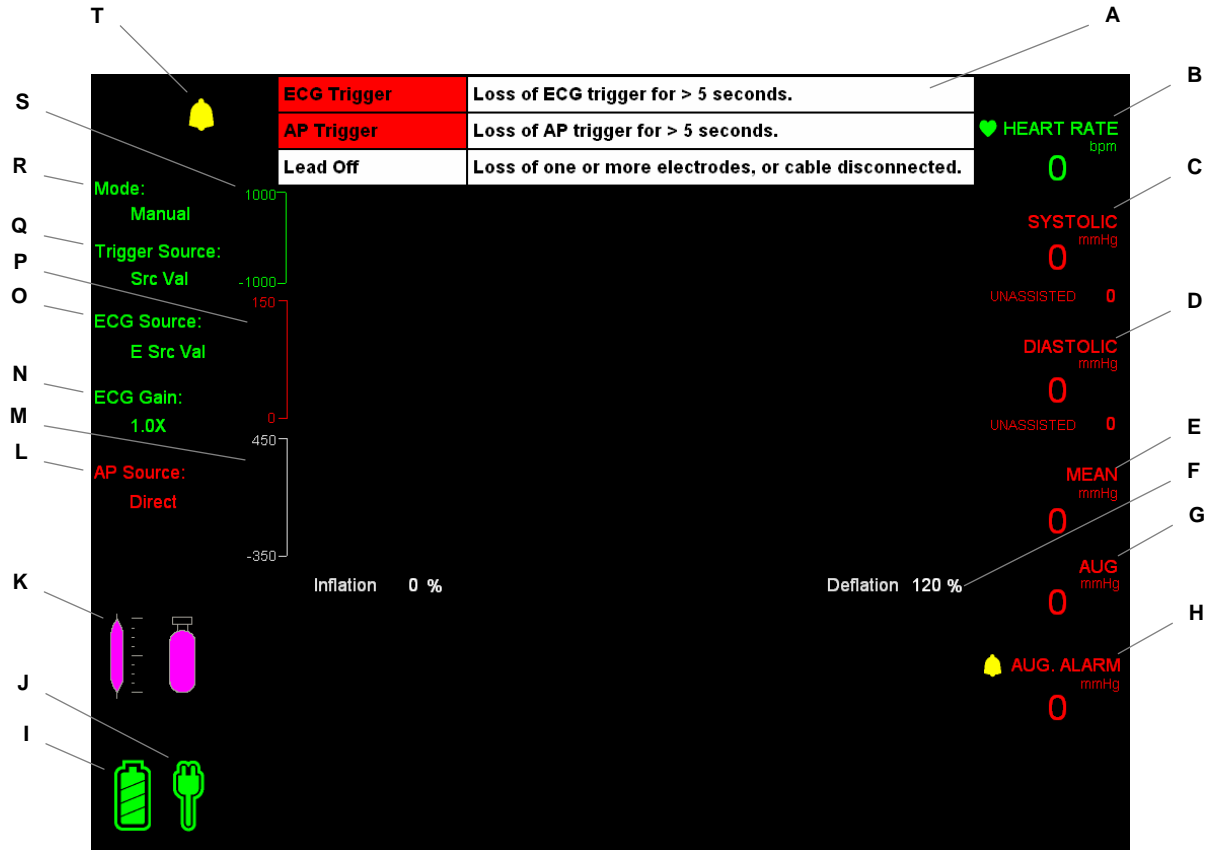 T
A
S
B
ECG Trigger Loss of ECG trigger for > 5 seconds.
AP Trigger Loss of AP trigger for > 5 seconds.
Lead Off Loss of one or more electrodes, or cable disconnected.
HEART RATE
bpm
0
R
C
Mode:
Manual
1000
-1000
SYSTOLIC
mmHg
0
UNASSISTED 0
Q
Trigger Source:
Src Val
P
150
0
O
ECG Source:
E Src Val
D
DIASTOLIC
mmHg
0
UNASSISTED 0
N
ECG Gain:
1.0X
M
450
-350
L
AP Source:
Direct
E
MEAN
mmHg
0
F
Inflation 0 %
Deflation 120 %
G
AUG
mmHg
0
K
H
AUG. ALARM
mmHg
0
J
I